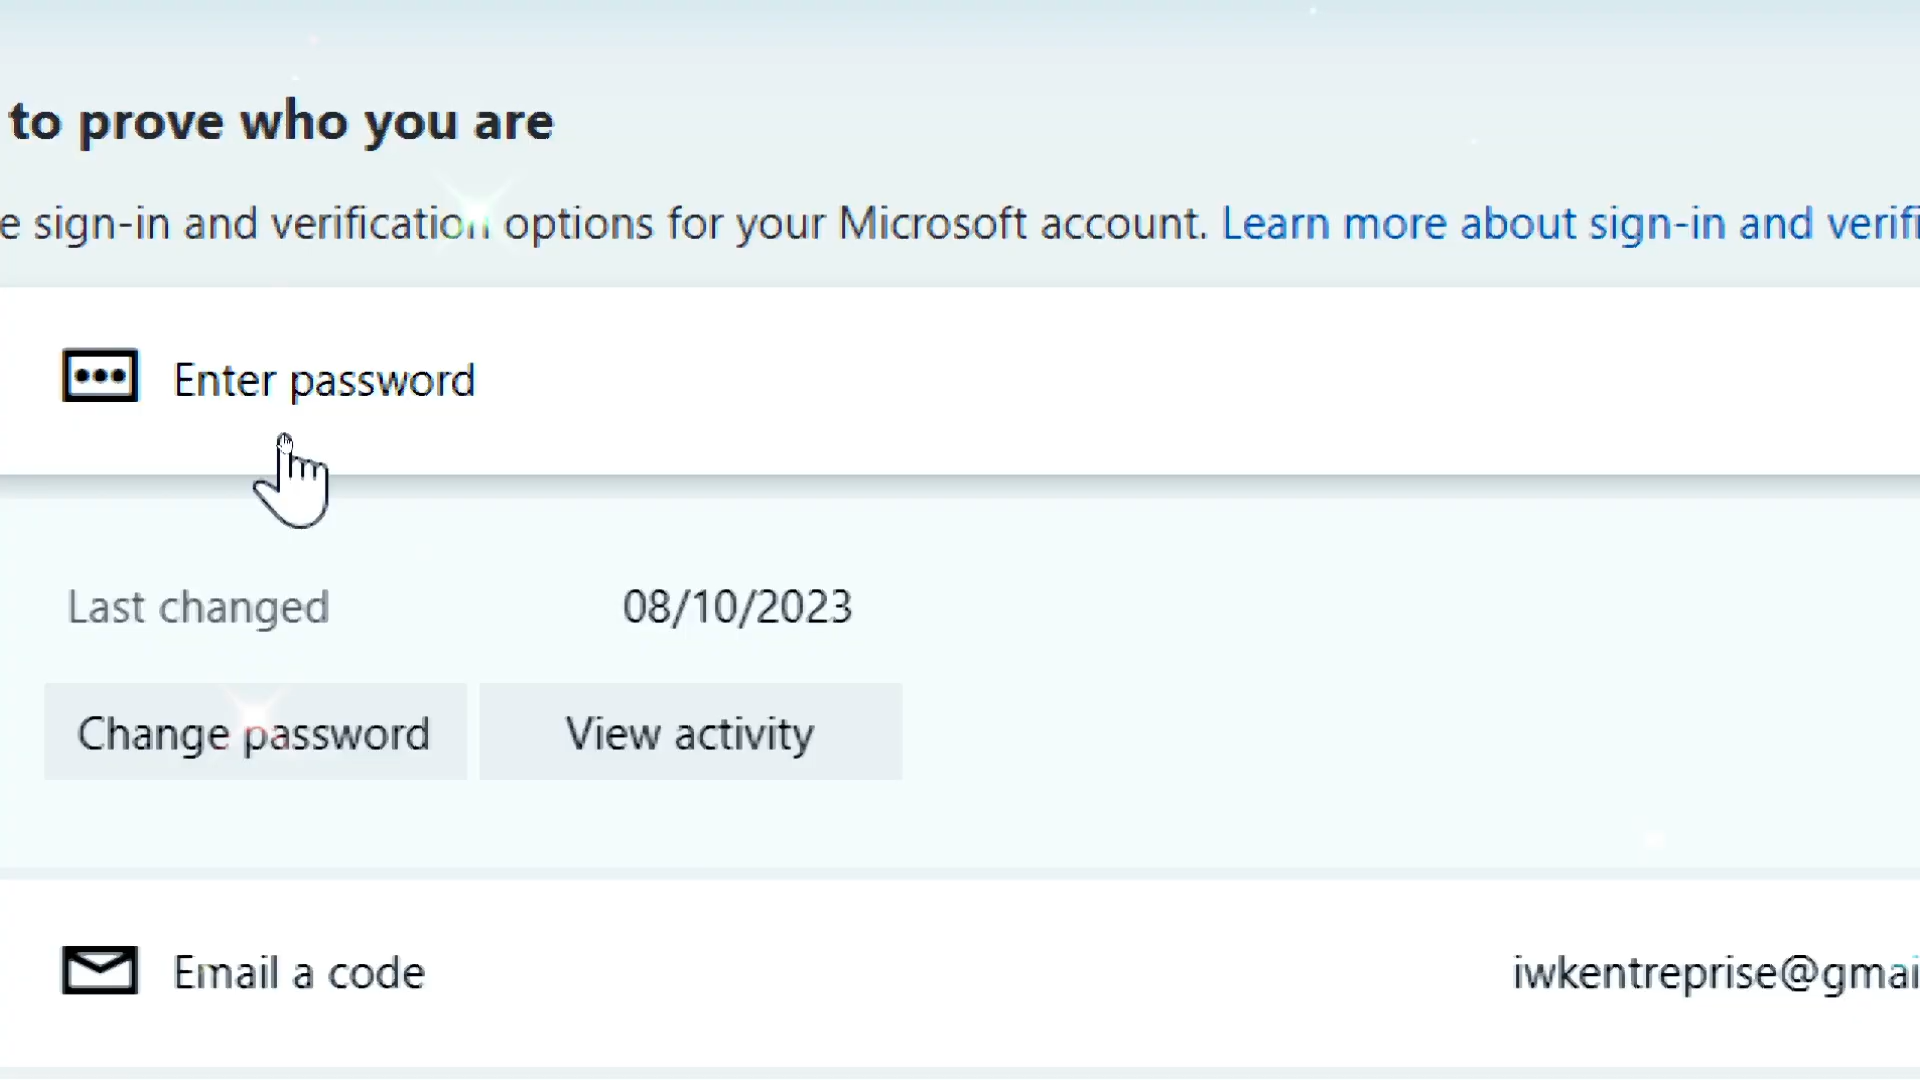 to prove who you are
e sign-in and verification options for your Microsoft account. Learn more about sign-in and verifi
Enter password
Last changed 08/10/2023
Change password View activity
Email a code iwkentreprise@gmai